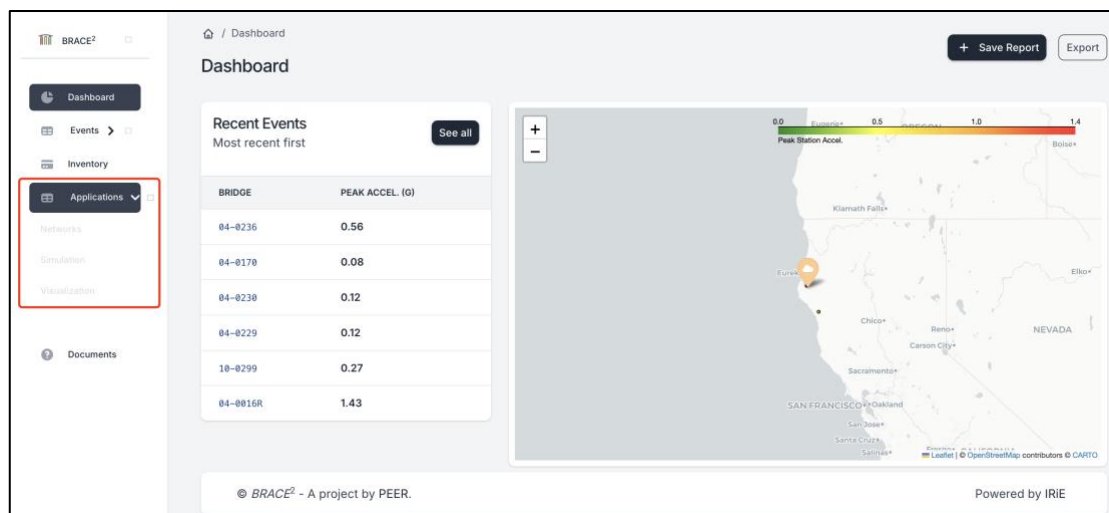 BRACE²
Dashboard
Events
Inventory
Applications
Networks
Simulation
Visualization
Documents
/ Dashboard
Dashboard
+ Save Report
Export
Recent Events
Most recent first
See all
BRIDGE PEAK ACCEL. (G)
04-0236 0.56
04-0170 0.08
04-0230 0.12
04-0229 0.12
10-0299 0.27
04-0016R 1.43
+
−
0.0 0.5 1.0 1.4
Peak Station Accel.
Eugene
OREGON
Boise
Klamath Falls
Elko
Chico
Reno
NEVADA
Carson City
Sacramento
SAN FRANCISCO Oakland
San Jose
Santa Cruz
Salinas
Leaflet | © OpenStreetMap contributors © CARTO
© BRACE² - A project by PEER.
Powered by IRiE